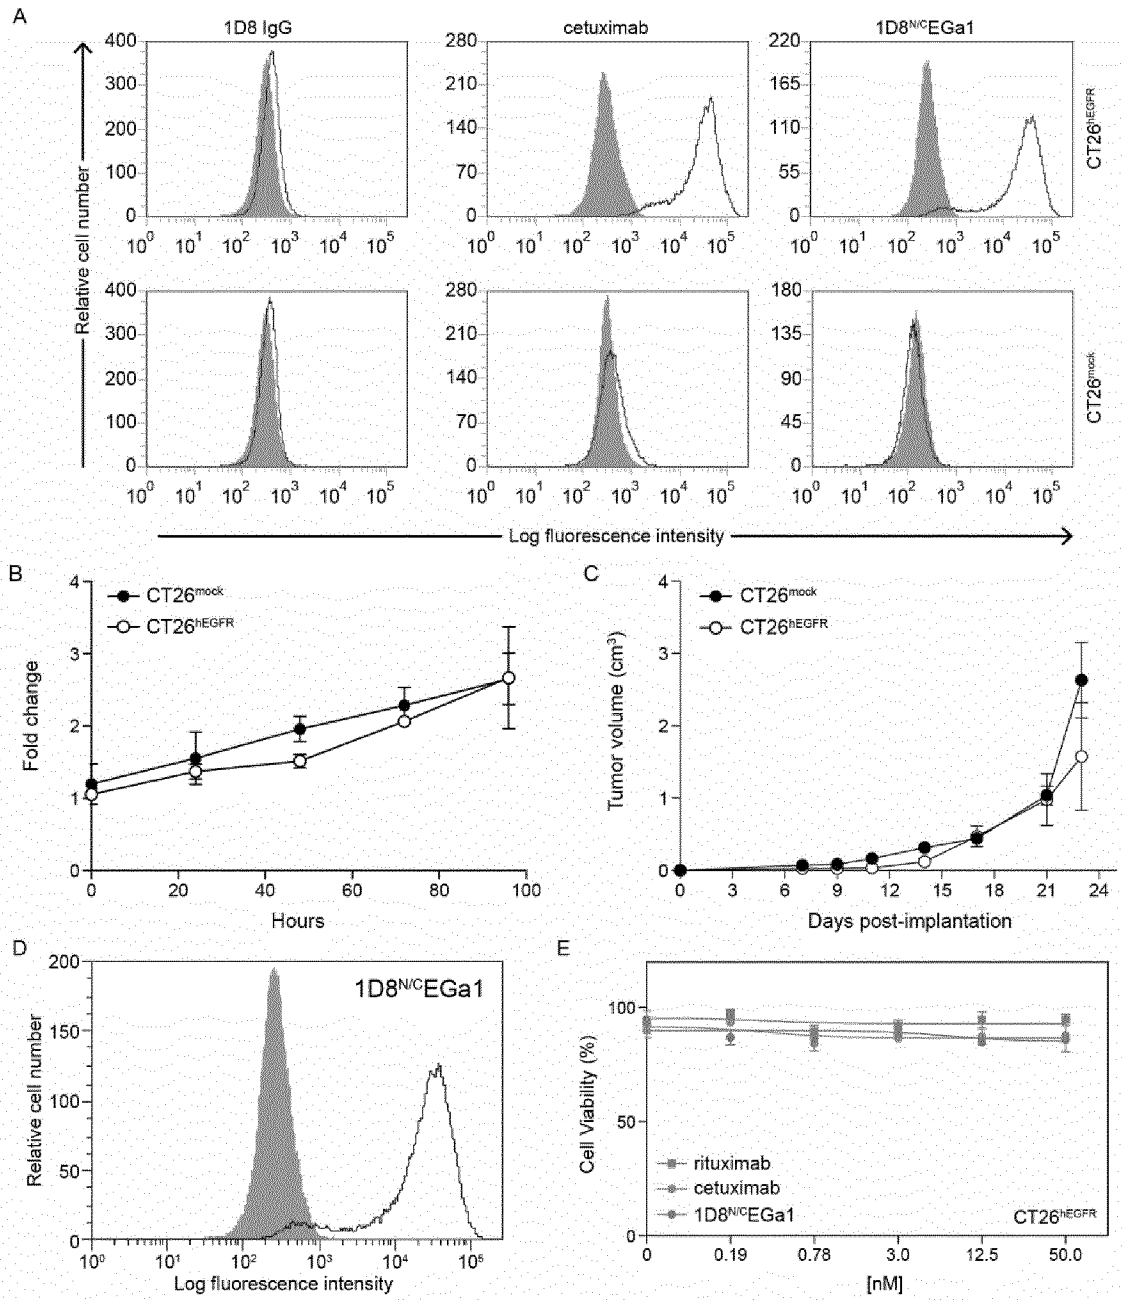 A
1D8 IgG
cetuximab
1D8ᴺ/ᶜEGa1
400
300
200
100
0
280
210
140
70
0
220
165
110
55
0
10⁰ 10¹ 10² 10³ 10⁴ 10⁵
10⁰ 10¹ 10² 10³ 10⁴ 10⁵
10⁰ 10¹ 10² 10³ 10⁴ 10⁵
CT26hEGFR
Relative cell number
400
300
200
100
0
280
210
140
70
0
180
135
90
45
0
10⁰ 10¹ 10² 10³ 10⁴ 10⁵
10⁰ 10¹ 10² 10³ 10⁴ 10⁵
10⁰ 10¹ 10² 10³ 10⁴ 10⁵
CT26mock
Log fluorescence intensity
B
CT26mock
CT26hEGFR
Fold change
4
3
2
1
0
0 20 40 60 80 100
Hours
C
CT26mock
CT26hEGFR
Tumor volume (cm³)
4
3
2
1
0
0 3 6 9 12 15 18 21 24
Days post-implantation
D
1D8ᴺ/ᶜEGa1
Relative cell number
200
150
100
50
0
10⁰ 10¹ 10² 10³ 10⁴ 10⁵
Log fluorescence intensity
E
Cell Viability (%)
100
50
0
rituximab
cetuximab
1D8ᴺ/ᶜEGa1
CT26hEGFR
0 0.19 0.78 3.0 12.5 50.0
[nM]